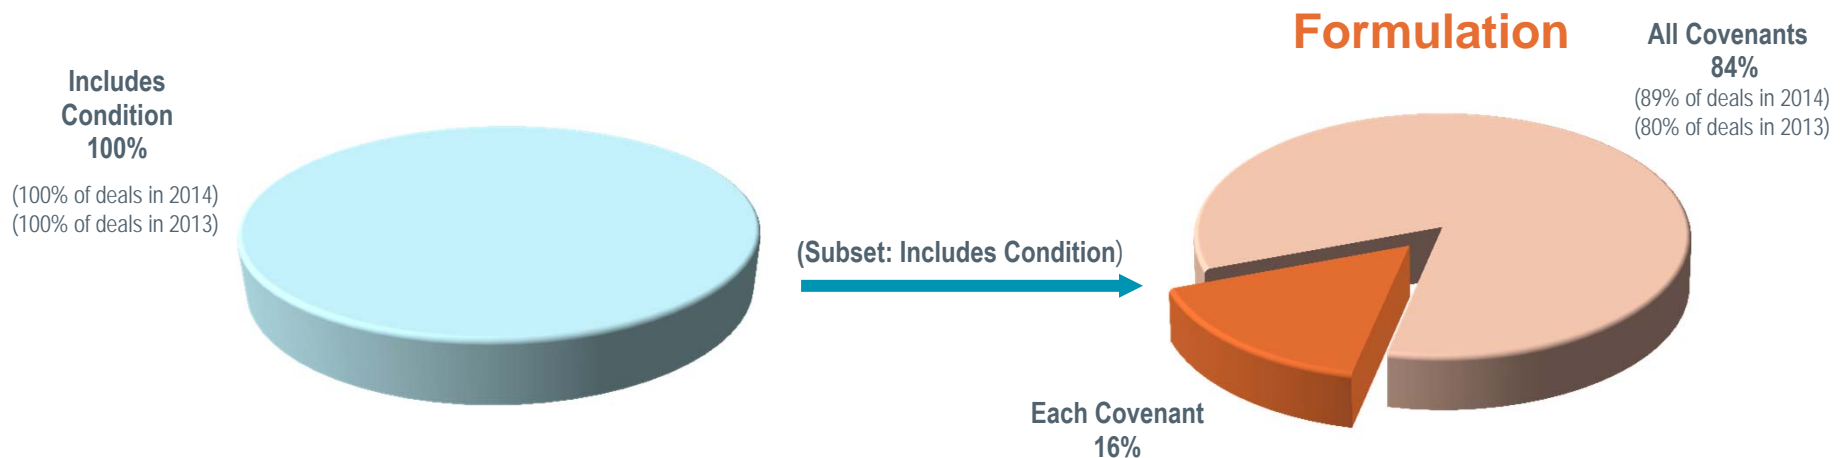 Includes
Condition
100%
(100% of deals in 2014)
(100% of deals in 2013)
(Subset: Includes Condition)
Formulation
All Covenants
84%
(89% of deals in 2014)
(80% of deals in 2013)
Each Covenant
16%